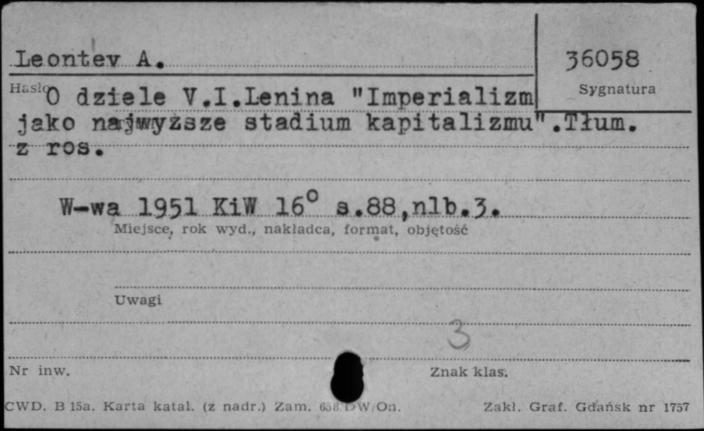 Leontev A.
36058
Hasło
Sygnatura
O dziele V.I.Lenina "Imperializm
jako najwyższe stadium kapitalizmu".Tłum.
z ros.
W-wa 1951 KiW 16° s.88,nlb.3.
Miejsce, rok wyd., nakładca, format, objętość
Uwagi
3
Nr inw.
Znak klas.
CWD. B 15a. Karta katal. (z nadr.) Zam. DW/On.
Zakł. Graf. Gdańsk nr 1757